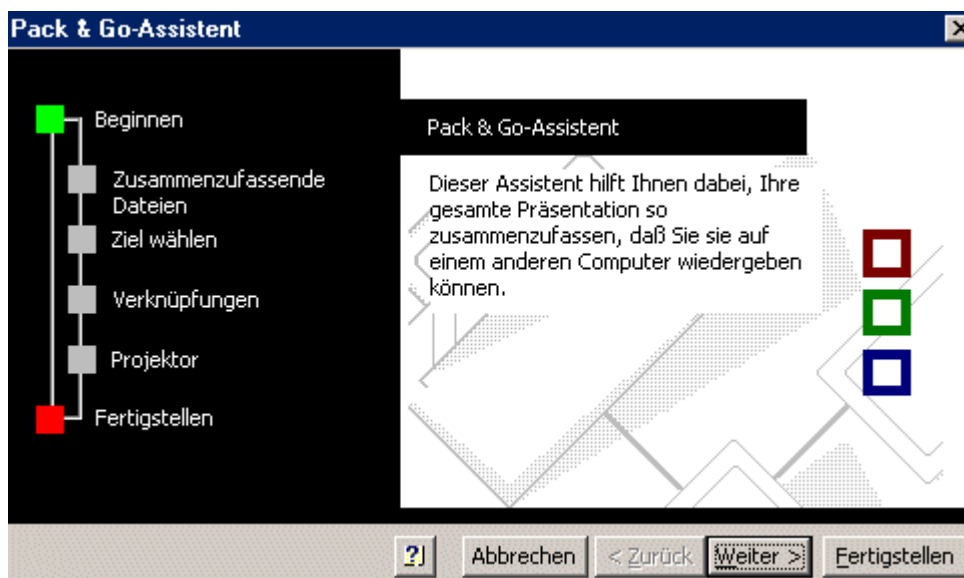 Pack & Go-Assistent
Beginnen
Zusammenzufassende
Dateien
Ziel wählen
Verknüpfungen
Projektor
Fertigstellen
Pack & Go-Assistent
Dieser Assistent hilft Ihnen dabei, Ihre
gesamte Präsentation so
zusammenzufassen, daß Sie sie auf
einem anderen Computer wiedergeben
können.
Abbrechen
< Zurück
Weiter >
Fertigstellen